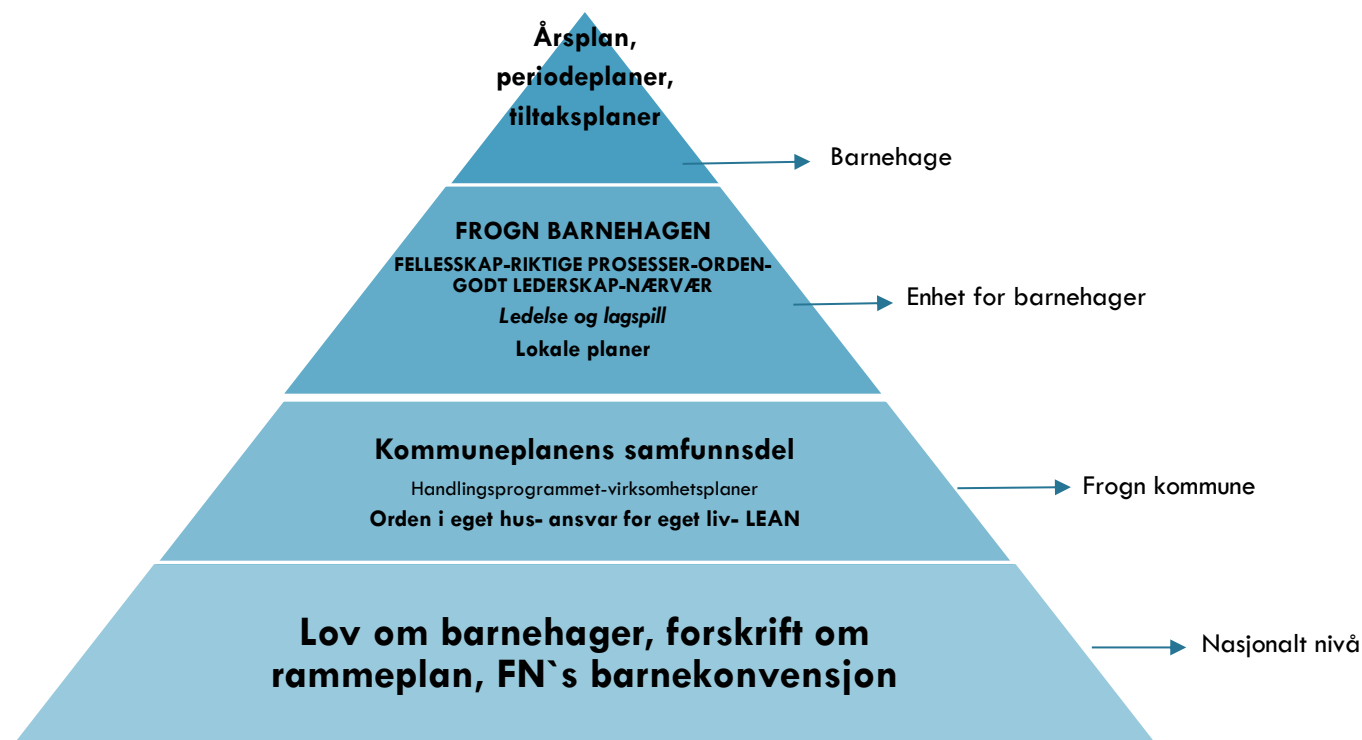 Årsplan,
periodeplaner,
tiltaksplaner
Barnehage
FROGN BARNEHAGEN
FELLESSKAP-RIKTIGE PROSESSER-ORDEN-
GODT LEDERSKAP-NÆRVÆR
Ledelse og lagspill
Lokale planer
Enhet for barnehager
Kommuneplanens samfunnsdel
Handlingsprogrammet-virksomhetsplaner
Orden i eget hus- ansvar for eget liv- LEAN
Frogn kommune
Lov om barnehager, forskrift om
rammeplan, FN`s barnekonvensjon
Nasjonalt nivå